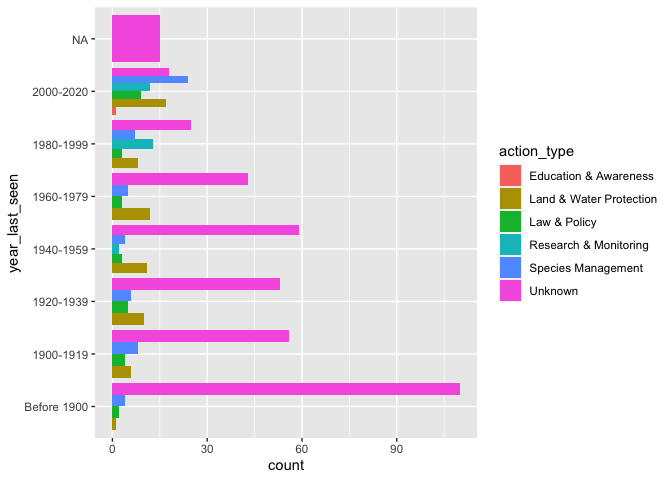 NA
2000-2020
1980-1999
1960-1979
1940-1959
1920-1939
1900-1919
Before 1900
year_last_seen
0 30 60 90
count
action_type
Education & Awareness
Land & Water Protection
Law & Policy
Research & Monitoring
Species Management
Unknown